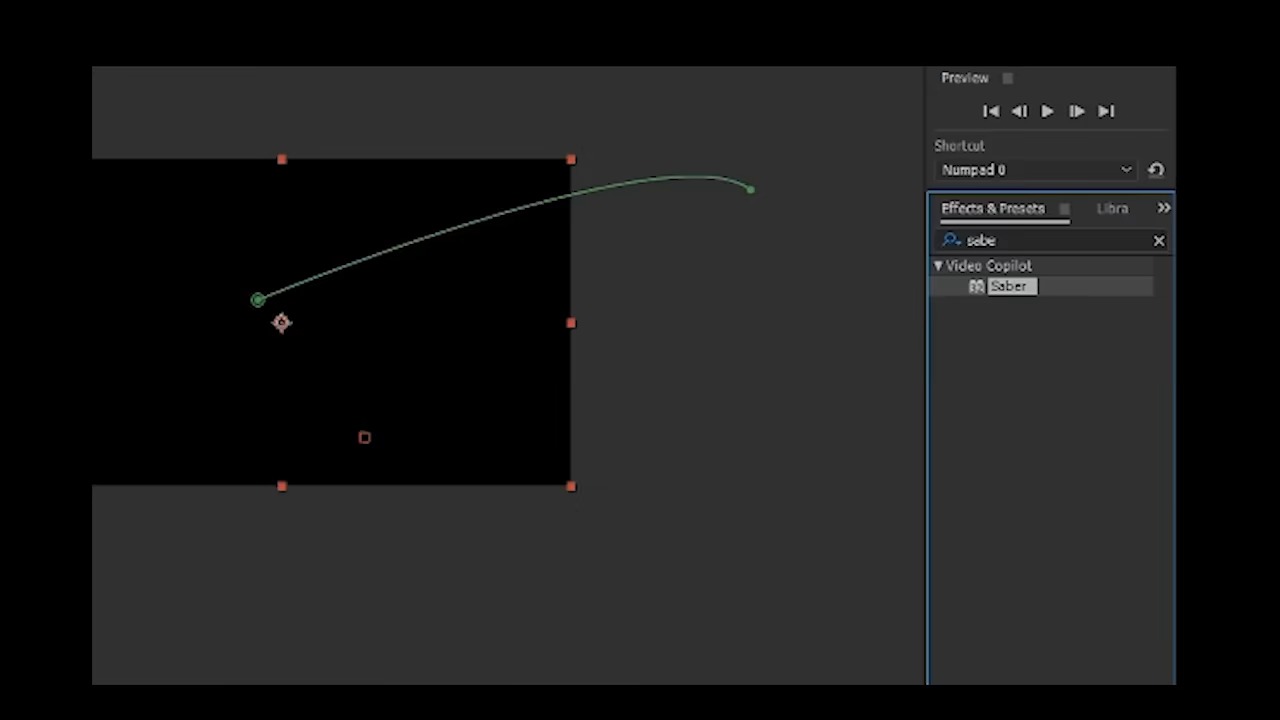 Preview
Shortcut
Numpad 0
Effects & Presets Libra
sabe
Video Copilot
Saber